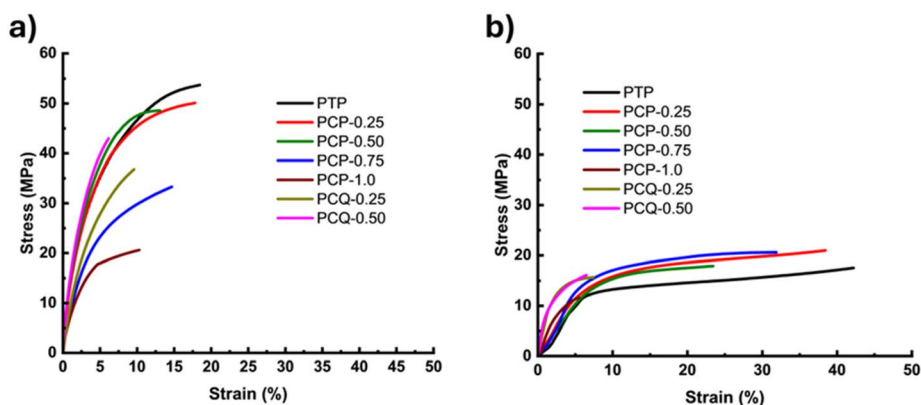 a)
Stress (MPa)
60
50
40
30
20
10
0
PTP
PCP-0.25
PCP-0.50
PCP-0.75
PCP-1.0
PCQ-0.25
PCQ-0.50
0 5 10 15 20 25 30 35 40 45 50
Strain (%)
b)
Stress (MPa)
60
50
40
30
20
10
0
PTP
PCP-0.25
PCP-0.50
PCP-0.75
PCP-1.0
PCQ-0.25
PCQ-0.50
0 10 20 30 40 50
Strain (%)